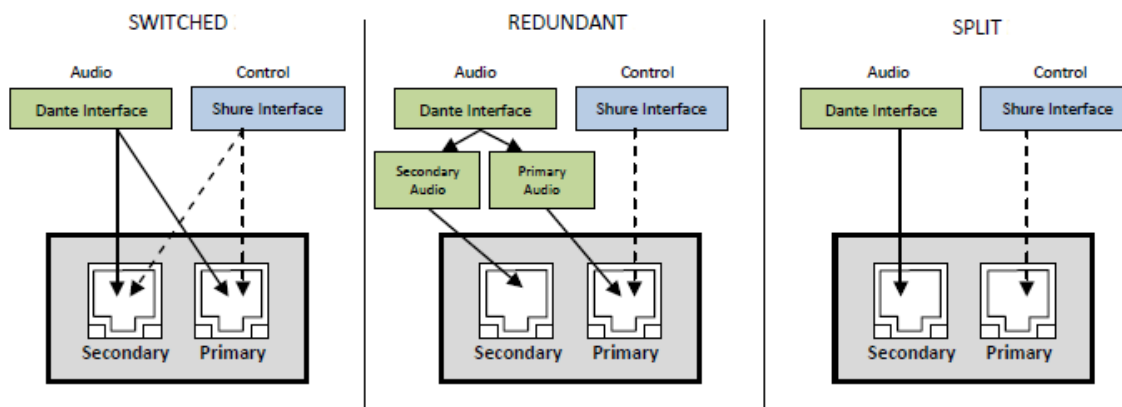 SWITCHED
Audio
Control
Dante Interface
Shure Interface
Secondary
Primary
REDUNDANT
Audio
Control
Dante Interface
Shure Interface
Secondary
Audio
Primary
Audio
Secondary
Primary
SPLIT
Audio
Control
Dante Interface
Shure Interface
Secondary
Primary